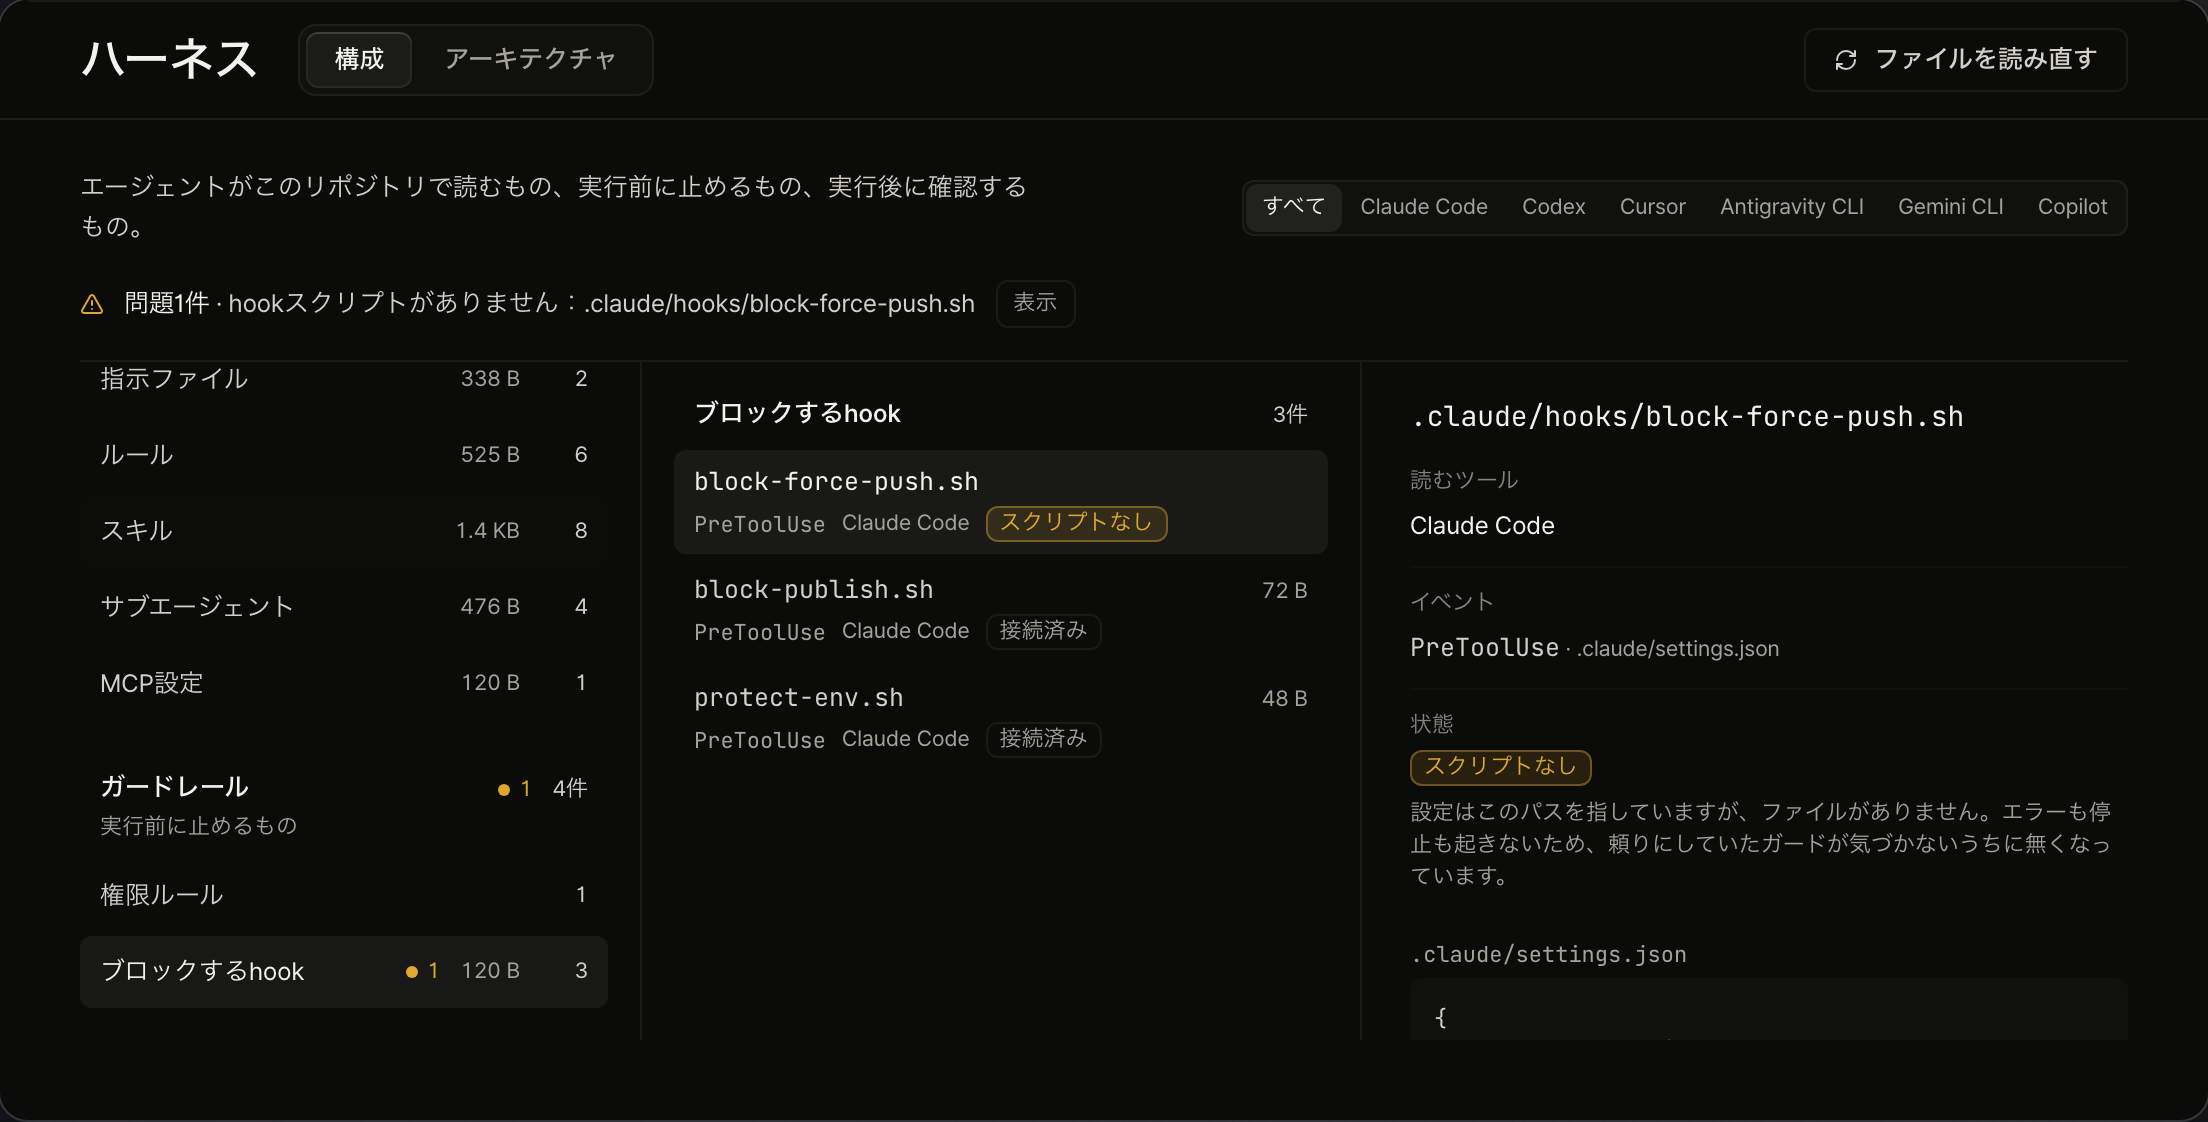 ハーネス
構成
アーキテクチャ
ファイルを読み直す
エージェントがこのリポジトリで読むもの、実行前に止めるもの、実行後に確認する
もの。
すべて
Claude Code
Codex
Cursor
Antigravity CLI
Gemini CLI
Copilot
問題1件 · hookスクリプトがありません：.claude/hooks/block-force-push.sh
表示
指示ファイル 338 B 2
ルール 525 B 6
スキル 1.4 KB 8
サブエージェント 476 B 4
MCP設定 120 B 1
ガードレール 1 4件
実行前に止めるもの
権限ルール 1
ブロックするhook 1 120 B 3
ブロックするhook 3件
block-force-push.sh
PreToolUse Claude Code スクリプトなし
block-publish.sh 72 B
PreToolUse Claude Code 接続済み
protect-env.sh 48 B
PreToolUse Claude Code 接続済み
.claude/hooks/block-force-push.sh
読むツール
Claude Code
イベント
PreToolUse · .claude/settings.json
状態
スクリプトなし
設定はこのパスを指していますが、ファイルがありません。エラーも停
止も起きないため、頼りにしていたガードが気づかないうちに無くなっ
ています。
.claude/settings.json
{